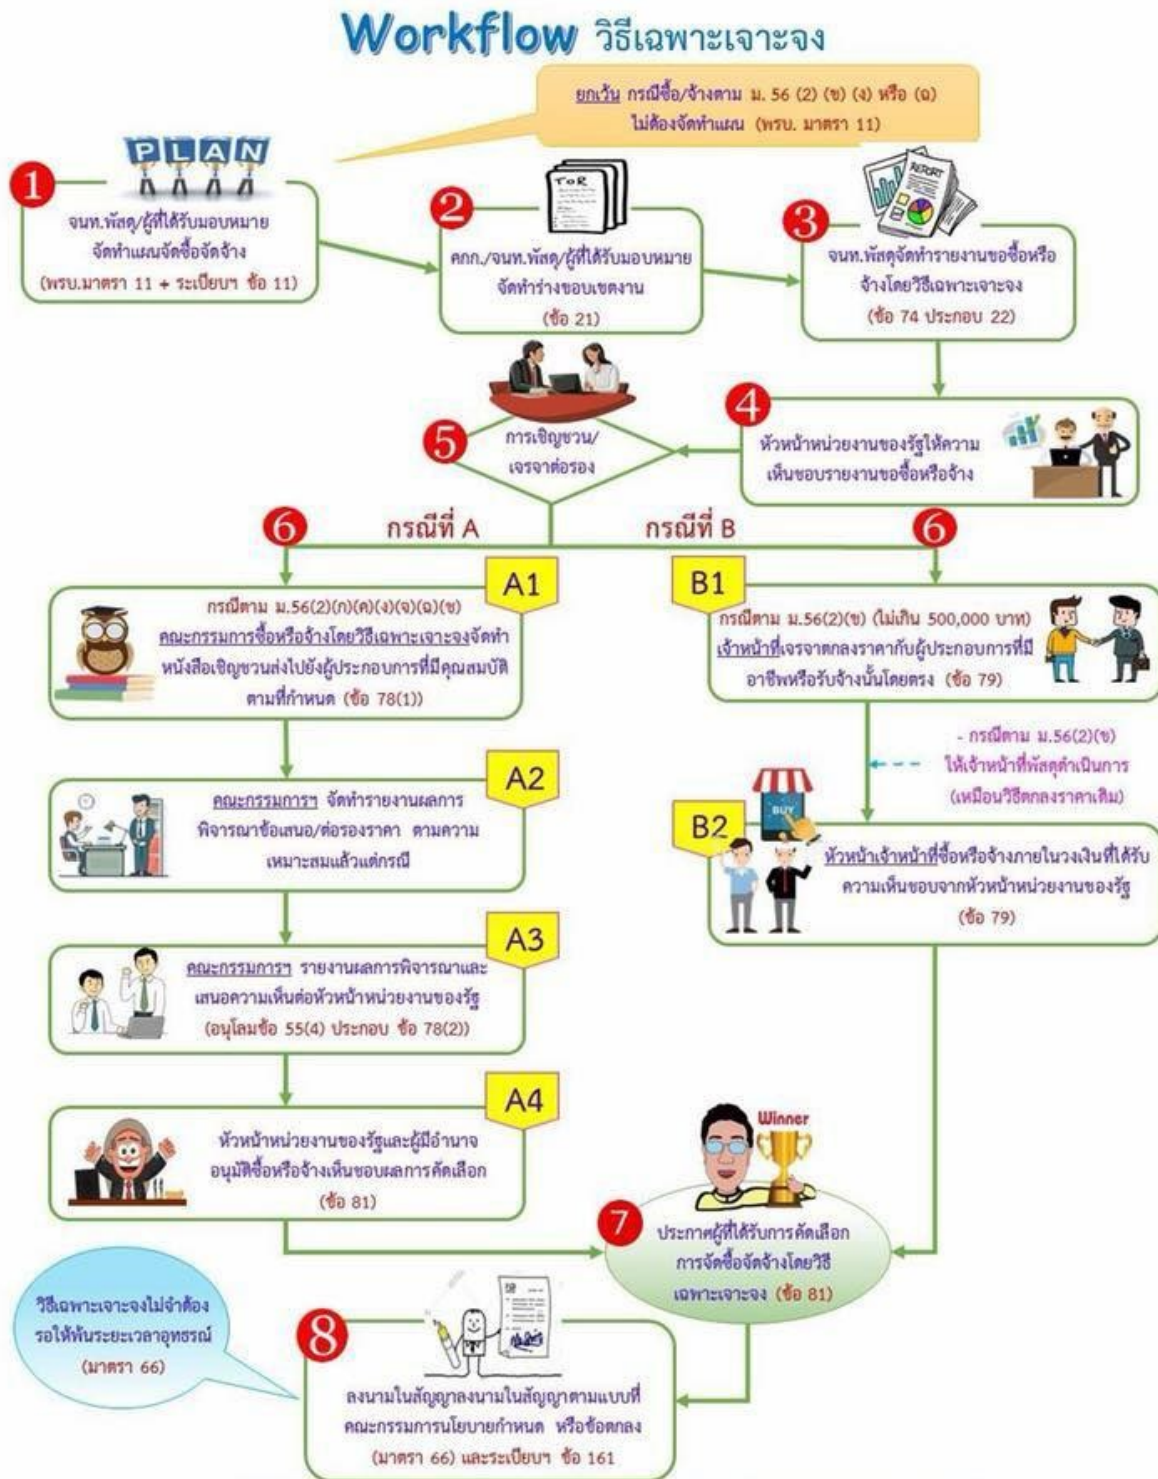 Workflow วิธีเฉพาะเจาะจง
ยกเว้น กรณีซื้อ/จ้างตาม ม. 56 (2) (ข) (ง) หรือ (ฉ)
ไม่ต้องจัดทำแผน (พรบ. มาตรา 11)
PLAN
1
จนท.พัสดุ/ผู้ที่ได้รับมอบหมาย
จัดทำแผนจัดซื้อจัดจ้าง
(พรบ.มาตรา 11 + ระเบียบฯ ข้อ 11)
TOR
2
คกก./จนท.พัสดุ/ผู้ที่ได้รับมอบหมาย
จัดทำร่างขอบเขตงาน
(ข้อ 21)
REPORT
3
จนท.พัสดุจัดทำรายงานขอซื้อหรือ
จ้างโดยวิธีเฉพาะเจาะจง
(ข้อ 74 ประกอบ 22)
4
หัวหน้าหน่วยงานของรัฐให้ความ
เห็นชอบรายงานขอซื้อหรือจ้าง
5
การเชิญชวน/
เจรจาต่อรอง
6
กรณีที่ A
กรณีที่ B
6
A1
กรณีตาม ม.56(2)(ก)(ค)(ง)(จ)(ฉ)(ช)
คณะกรรมการซื้อหรือจ้างโดยวิธีเฉพาะเจาะจงจัดทำ
หนังสือเชิญชวนส่งไปยังผู้ประกอบการที่มีคุณสมบัติ
ตามที่กำหนด (ข้อ 78(1))
A2
คณะกรรมการฯ จัดทำรายงานผลการ
พิจารณาข้อเสนอ/ต่อรองราคา ตามความ
เหมาะสมแล้วแต่กรณี
A3
คณะกรรมการฯ รายงานผลการพิจารณาและ
เสนอความเห็นต่อหัวหน้าหน่วยงานของรัฐ
(อนุโลมข้อ 55(4) ประกอบ ข้อ 78(2))
A4
หัวหน้าหน่วยงานของรัฐและผู้มีอำนาจ
อนุมัติซื้อหรือจ้างเห็นชอบผลการคัดเลือก
(ข้อ 81)
B1
กรณีตาม ม.56(2)(ข) (ไม่เกิน 500,000 บาท)
เจ้าหน้าที่เจรจาตกลงราคากับผู้ประกอบการที่มี
อาชีพหรือรับจ้างนั้นโดยตรง (ข้อ 79)
- กรณีตาม ม.56(2)(ข)
ให้เจ้าหน้าที่พัสดุดำเนินการ
(เหมือนวิธีตกลงราคาเดิม)
BUY
B2
หัวหน้าเจ้าหน้าที่ซื้อหรือจ้างภายในวงเงินที่ได้รับ
ความเห็นชอบจากหัวหน้าหน่วยงานของรัฐ
(ข้อ 79)
Winner
7
ประกาศผู้ที่ได้รับการคัดเลือก
การจัดซื้อจัดจ้างโดยวิธี
เฉพาะเจาะจง (ข้อ 81)
วิธีเฉพาะเจาะจงไม่จำต้อง
รอให้พ้นระยะเวลาอุทธรณ์
(มาตรา 66)
8
ลงนามในสัญญาลงนามในสัญญาตามแบบที่
คณะกรรมการนโยบายกำหนด หรือข้อตกลง
(มาตรา 66) และระเบียบฯ ข้อ 161